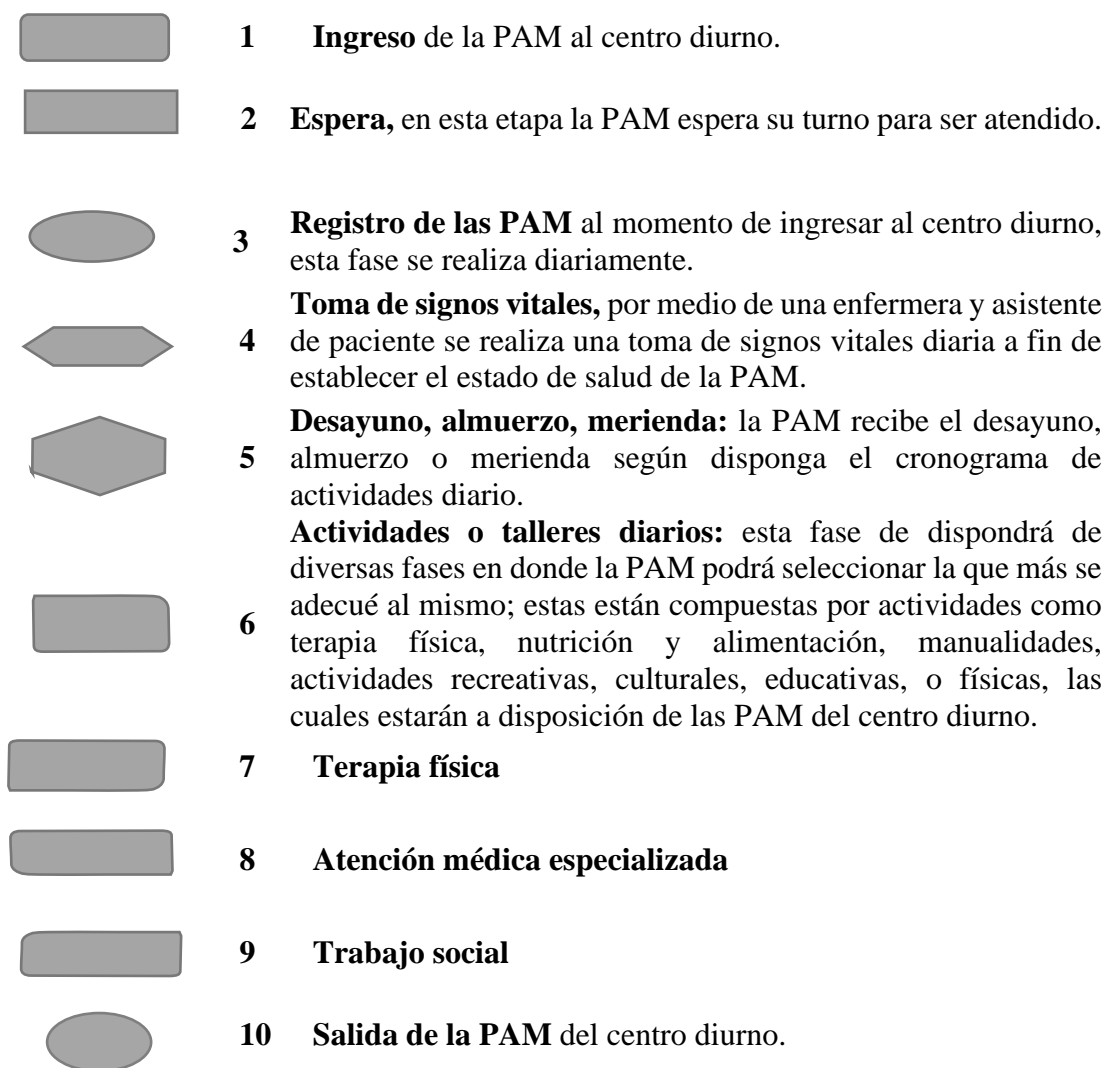 1 Ingreso de la PAM al centro diurno.
2 Espera, en esta etapa la PAM espera su turno para ser atendido.
3 Registro de las PAM al momento de ingresar al centro diurno,
esta fase se realiza diariamente.
Toma de signos vitales, por medio de una enfermera y asistente
4 de paciente se realiza una toma de signos vitales diaria a fin de
establecer el estado de salud de la PAM.
Desayuno, almuerzo, merienda: la PAM recibe el desayuno,
5 almuerzo o merienda según disponga el cronograma de
actividades diario.
Actividades o talleres diarios: esta fase de dispondrá de
diversas fases en donde la PAM podrá seleccionar la que más se
6 adecué al mismo; estas están compuestas por actividades como
terapia física, nutrición y alimentación, manualidades,
actividades recreativas, culturales, educativas, o físicas, las
cuales estarán a disposición de las PAM del centro diurno.
7 Terapia física
8 Atención médica especializada
9 Trabajo social
10 Salida de la PAM del centro diurno.